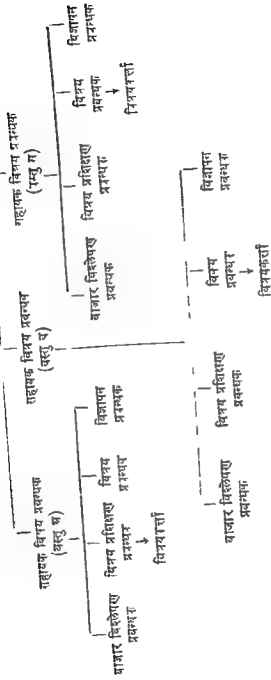 सहायक विक्रय प्रबन्धक
(वस्तु अ)
सहायक विक्रय प्रबन्धक
(वस्तु ब)
सहायक विक्रय प्रबन्धक
(वस्तु स)
बाजार विश्लेषण
प्रबन्धक
विक्रय प्रशिक्षण
प्रबन्धक
विक्रयकर्त्ता
विक्रय
प्रबन्धक
विज्ञापन
प्रबन्धक
बाजार विश्लेषण
प्रबन्धक
विक्रय प्रशिक्षण
प्रबन्धक
विक्रय
प्रबन्धक
विक्रयकर्त्ता
विज्ञापन
प्रबन्धक
बाजार विश्लेषण
प्रबन्धक
विक्रय प्रशिक्षण
प्रबन्धक
विक्रय
प्रबन्धक
विक्रयकर्त्ता
विज्ञापन
प्रबन्धक